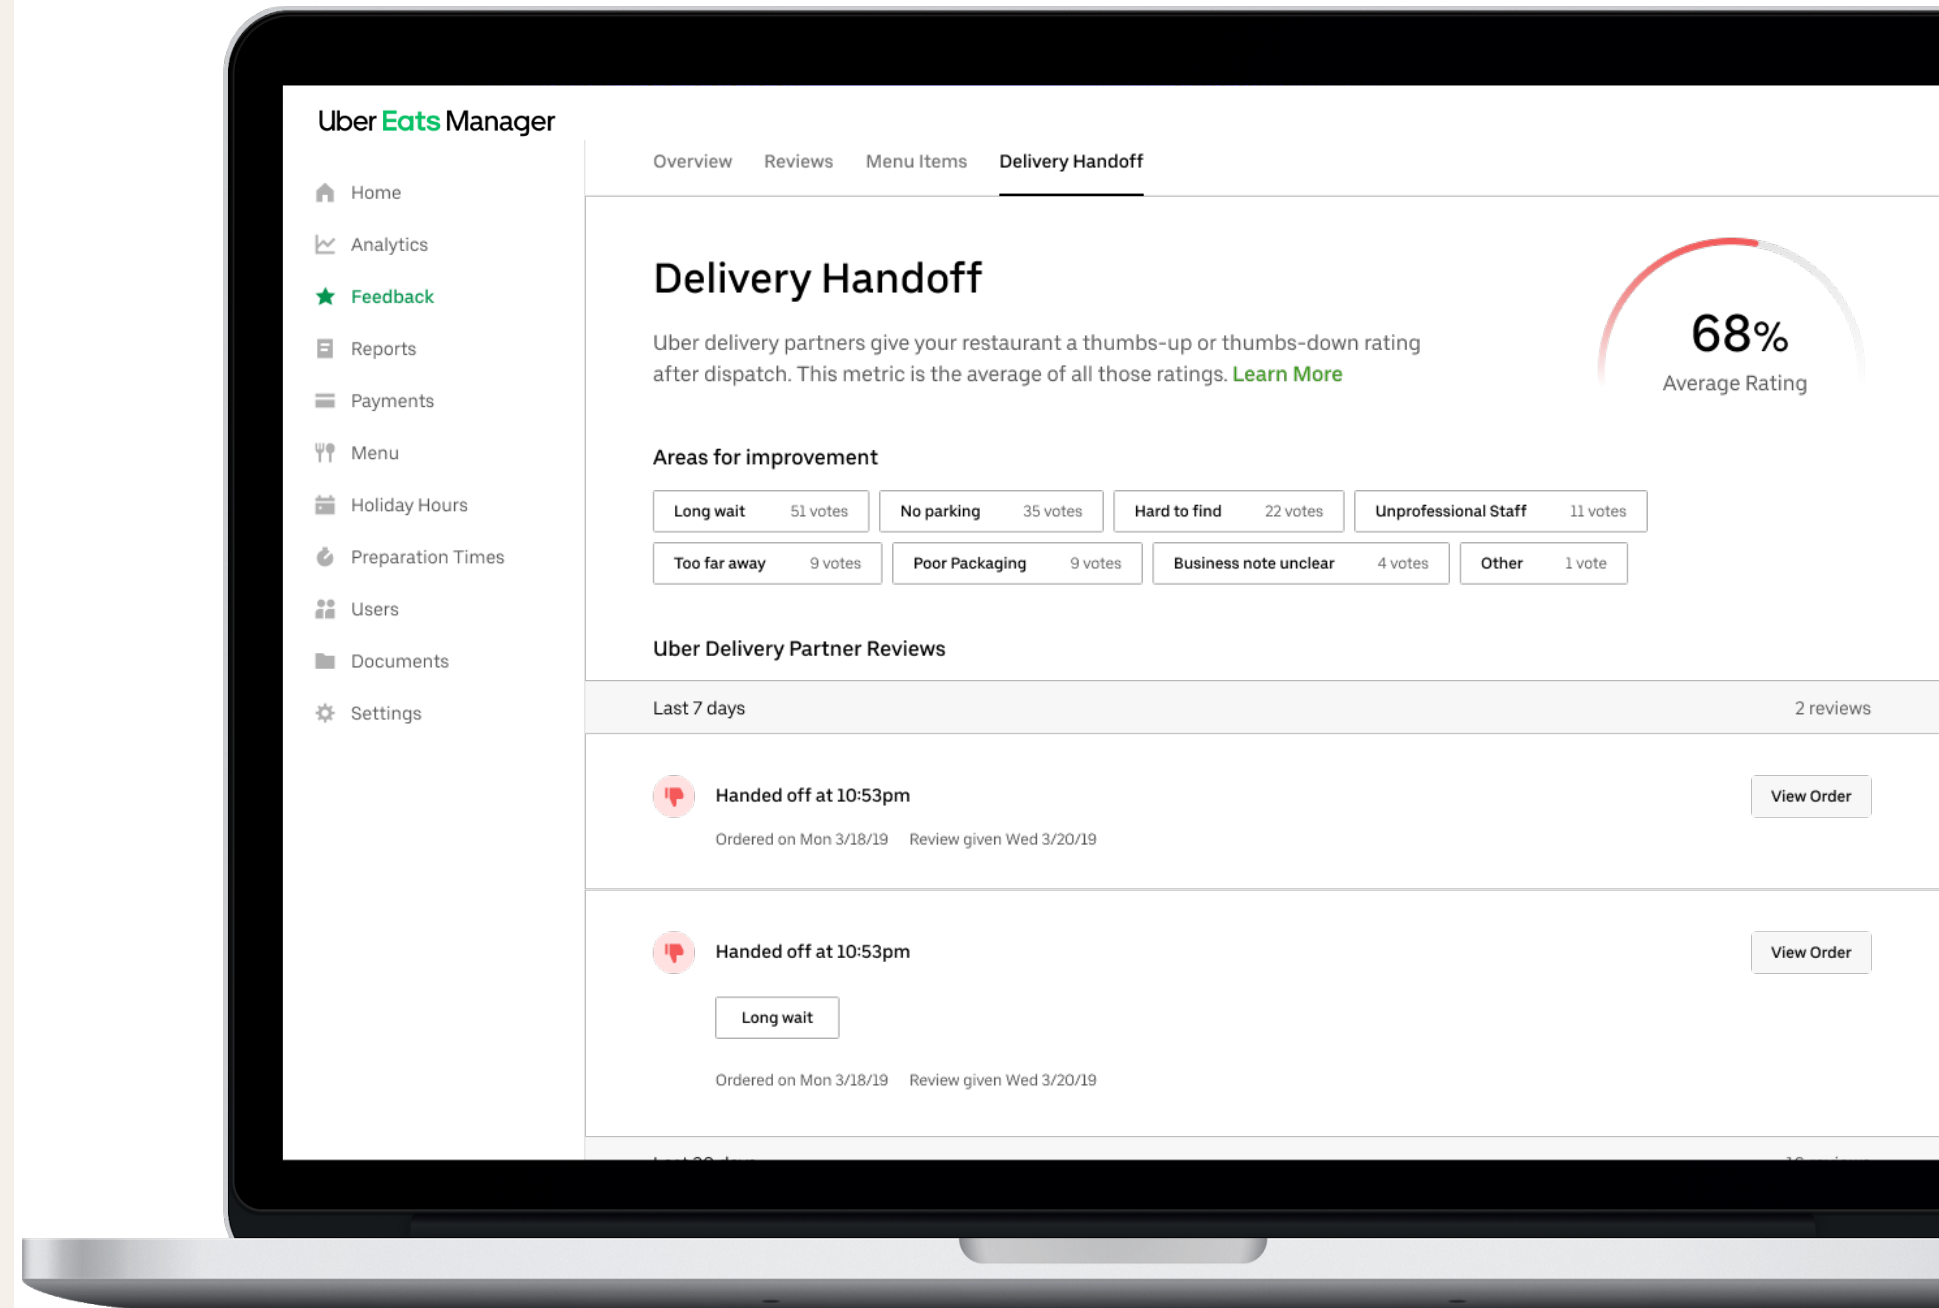 Uber Eats Manager
Home
Analytics
Feedback
Reports
Payments
Menu
Holiday Hours
Preparation Times
Users
Documents
Settings
Overview Reviews Menu Items Delivery Handoff
Delivery Handoff
Uber delivery partners give your restaurant a thumbs-up or thumbs-down rating
after dispatch. This metric is the average of all those ratings. Learn More
68%
Average Rating
Areas for improvement
Long wait 51 votes No parking 35 votes Hard to find 22 votes Unprofessional Staff 11 votes
Too far away 9 votes Poor Packaging 9 votes Business note unclear 4 votes Other 1 vote
Uber Delivery Partner Reviews
Last 7 days 2 reviews
Handed off at 10:53pm View Order
Ordered on Mon 3/18/19 Review given Wed 3/20/19
Handed off at 10:53pm View Order
Long wait
Ordered on Mon 3/18/19 Review given Wed 3/20/19